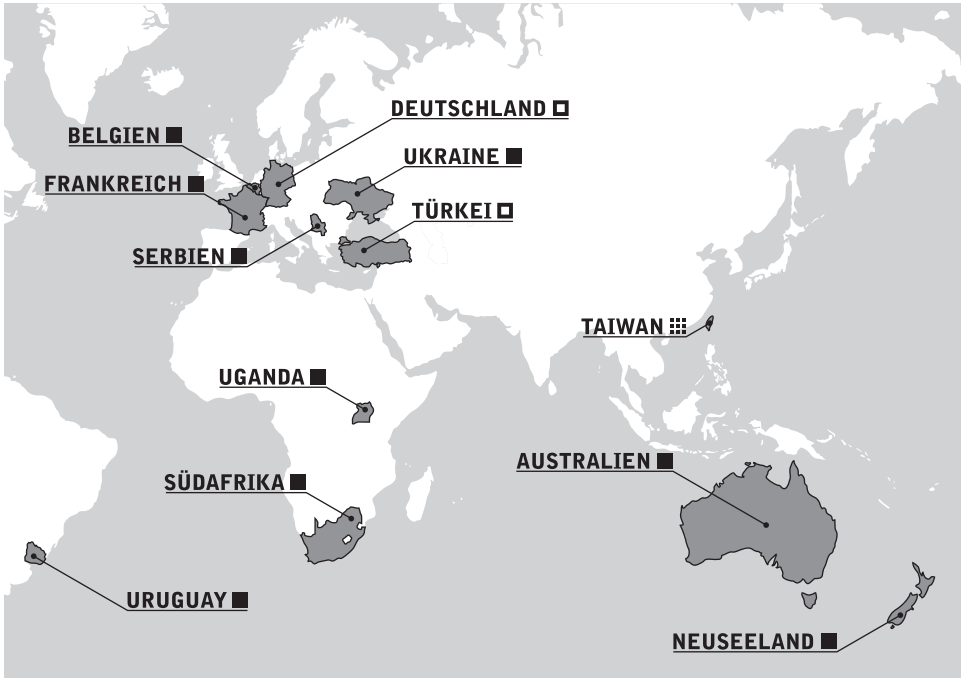 DEUTSCHLAND
BELGIEN
UKRAINE
FRANKREICH
TÜRKEI
SERBIEN
TAIWAN
UGANDA
AUSTRALIEN
SÜDAFRIKA
URUGUAY
NEUSEELAND